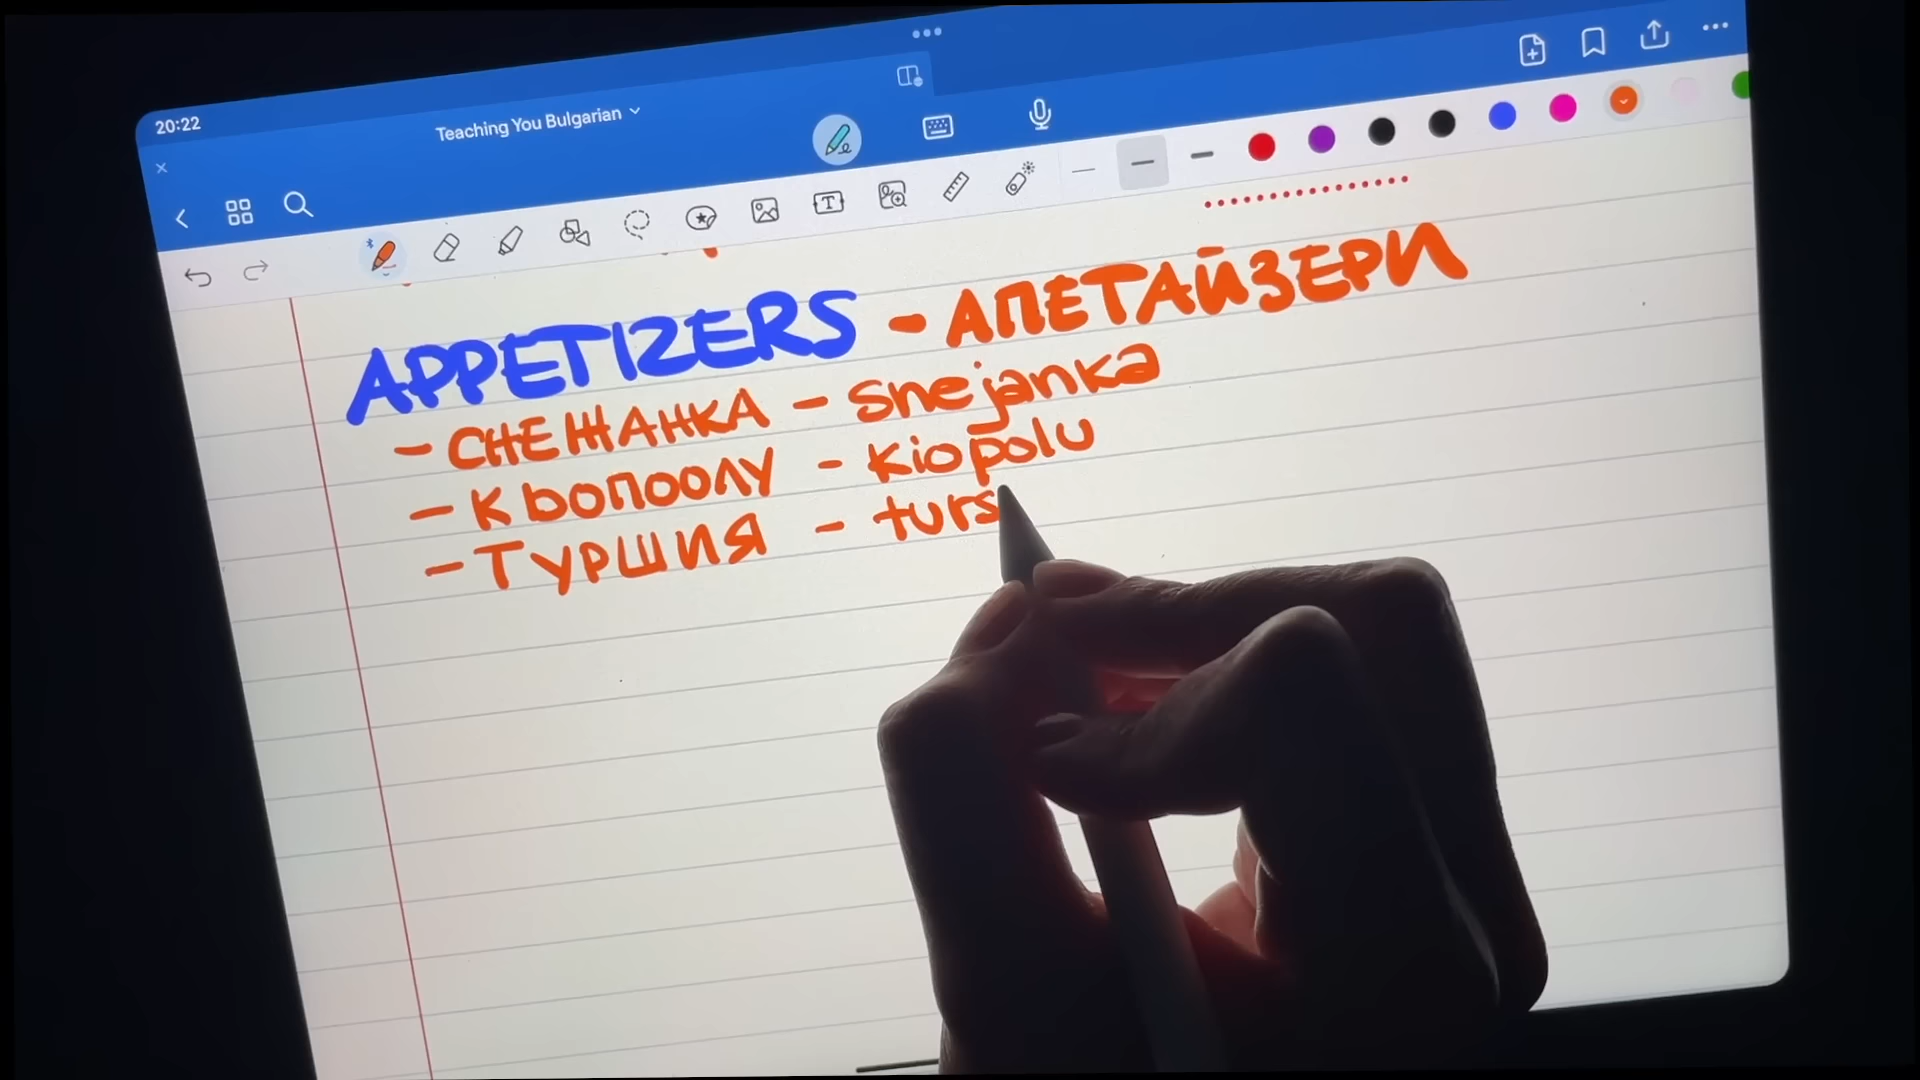 20:22
Teaching You Bulgarian
APPETIZERS - АПЕТАЙЗЕРИ
- СНЕЖАНКА - Snejanka
- КЬОПООЛУ - Kiopolu
- ТУРШИЯ - turs